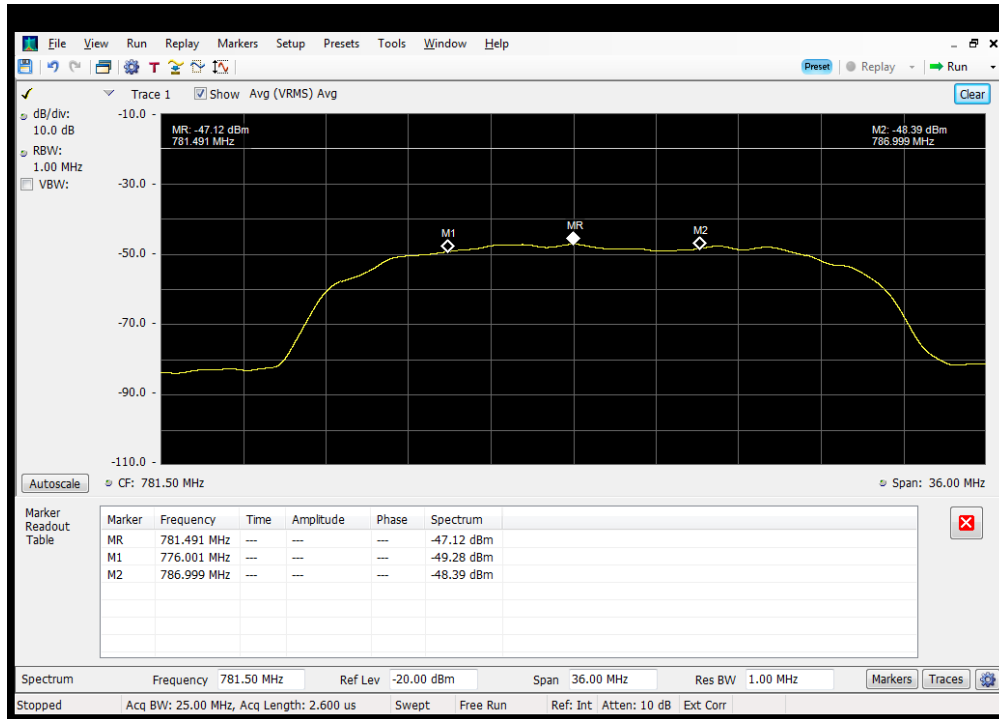 File View Run Replay Markers Setup Presets Tools Window Help
T Preset Replay Run
Trace 1 Show Avg (VRMS) Avg Clear
dB/div:
10.0 dB
RBW:
1.00 MHz
VBW:
-10.0
-30.0
-50.0
-70.0
-90.0
-110.0
MR: -47.12 dBm
781.491 MHz
M2: -48.39 dBm
786.999 MHz
M1 MR M2
Autoscale CF: 781.50 MHz Span: 36.00 MHz
Marker
Readout
Table
Marker Frequency Time Amplitude Phase Spectrum
MR 781.491 MHz --- --- --- -47.12 dBm
M1 776.001 MHz --- --- --- -49.28 dBm
M2 786.999 MHz --- --- --- -48.39 dBm
Spectrum Frequency 781.50 MHz Ref Lev -20.00 dBm Span 36.00 MHz Res BW 1.00 MHz Markers Traces
Stopped Acq BW: 25.00 MHz, Acq Length: 2.600 us Swept Free Run Ref: Int Atten: 10 dB Ext Corr